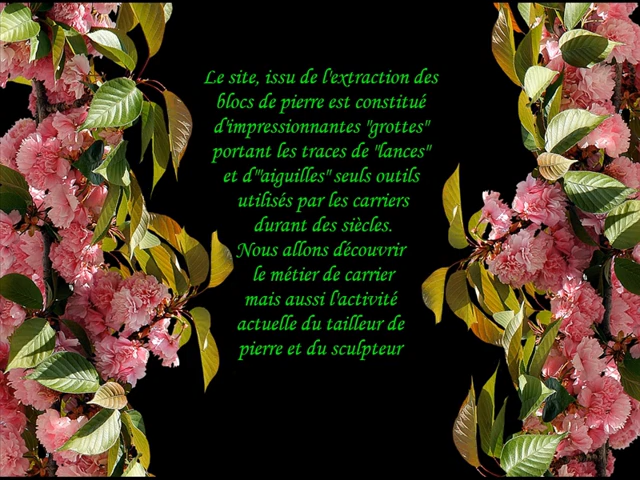 Le site, issu de l'extraction des
blocs de pierre est constitué
d'impressionnantes "grottes"
portant les traces de "lances"
et d'"aiguilles" seuls outils
utilisés par les carriers
durant des siècles.
Nous allons découvrir
le métier de carrier
mais aussi l'activité
actuelle du tailleur de
pierre et du sculpteur